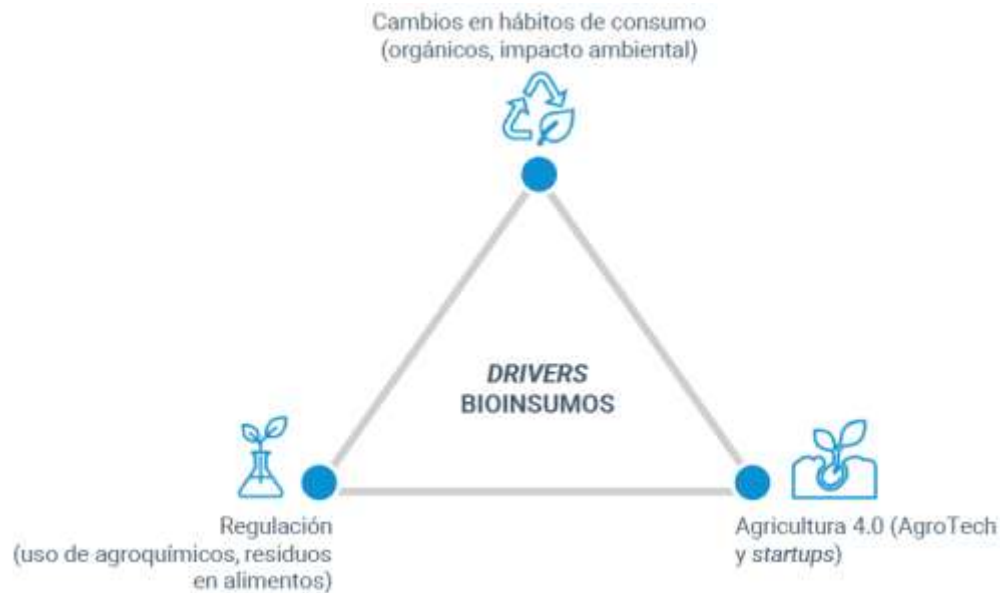 Cambios en hábitos de consumo
(orgánicos, impacto ambiental)
DRIVERS
BIOINSUMOS
Regulación
(uso de agroquímicos, residuos
en alimentos)
Agricultura 4.0 (AgroTech
y startups)